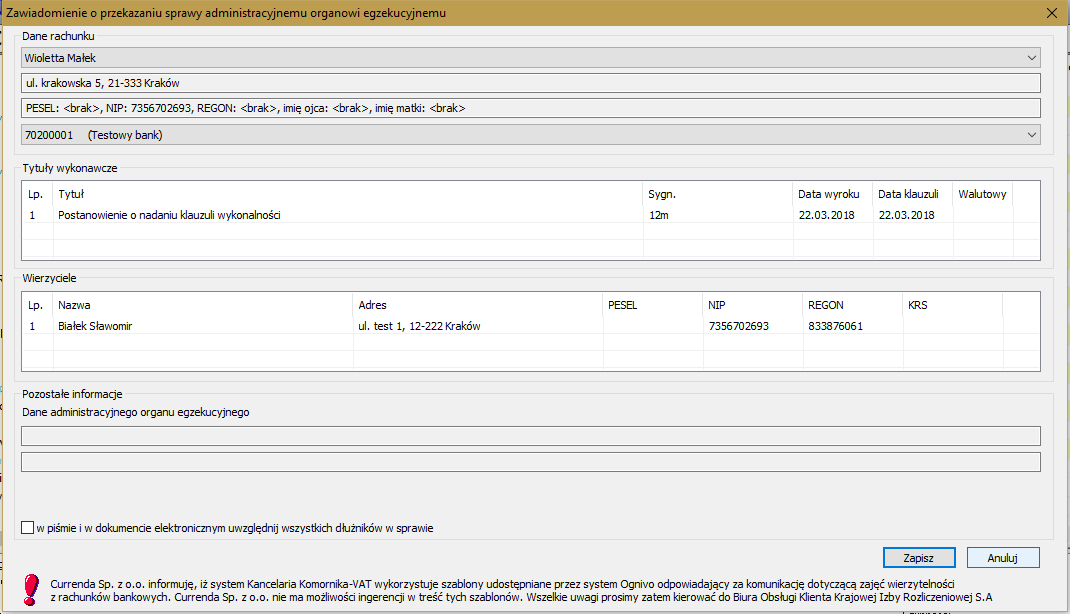 Zawiadomienie o przekazaniu sprawy administracyjnemu organowi egzekucyjnemu
Dane rachunku
Wioletta Małek
ul. krakowska 5, 21-333 Kraków
PESEL: <brak>, NIP: 7356702693, REGON: <brak>, imię ojca: <brak>, imię matki: <brak>
70200001 (Testowy bank)
Tytuły wykonawcze
Lp. Tytuł Sygn. Data wyroku Data klauzuli Walutowy
1 Postanowienie o nadaniu klauzuli wykonalności 12m 22.03.2018 22.03.2018
Wierzyciele
Lp. Nazwa Adres PESEL NIP REGON KRS
1 Białek Sławomir ul. test 1, 12-222 Kraków 7356702693 833876061
Pozostałe informacje
Dane administracyjnego organu egzekucyjnego
w piśmie i w dokumencie elektronicznym uwzględnij wszystkich dłużników w sprawie
Zapisz Anuluj
Currenda Sp. z o.o. informuję, iż system Kancelaria Komornika-VAT wykorzystuje szablony udostępniane przez system Ognivo odpowiadający za komunikację dotyczącą zajęć wierzytelności
z rachunków bankowych. Currenda Sp. z o.o. nie ma możliwości ingerencji w treść tych szablonów. Wszelkie uwagi prosimy zatem kierować do Biura Obsługi Klienta Krajowej Izby Rozliczeniowej S.A